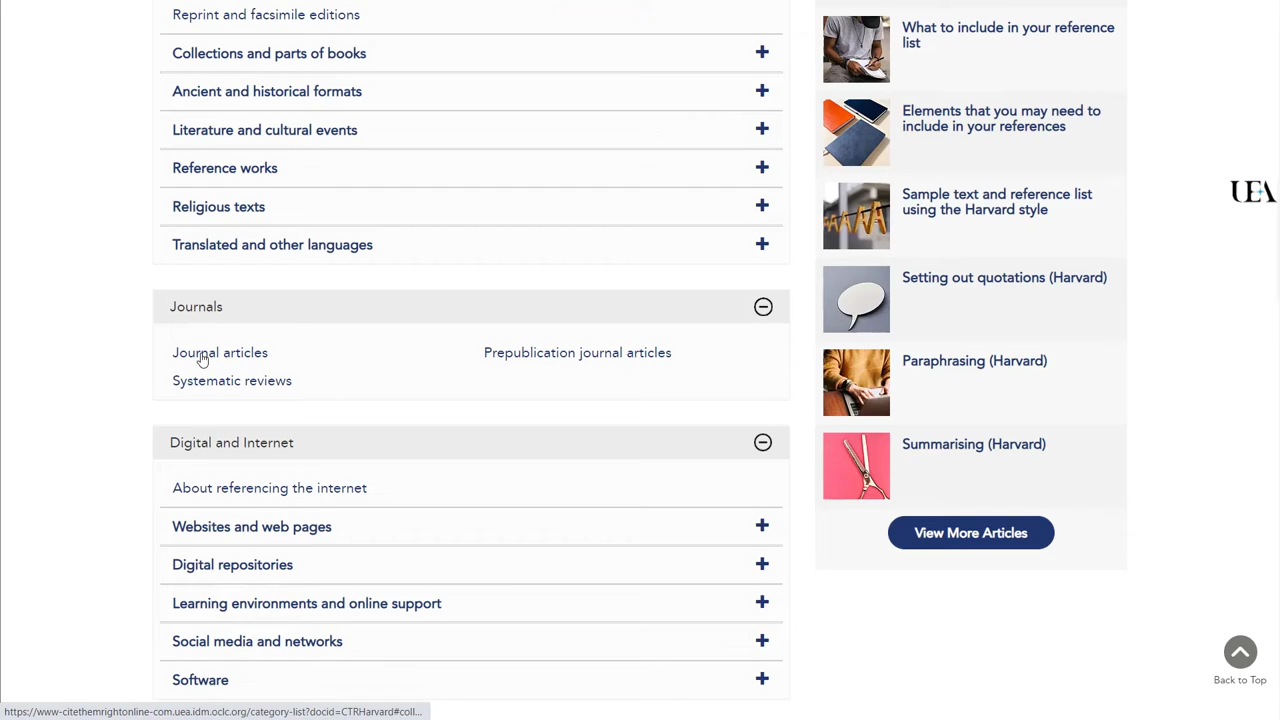 Reprint and facsimile editions
Collections and parts of books
Ancient and historical formats
Literature and cultural events
Reference works
Religious texts
Translated and other languages
Journals
Journal articles
Prepublication journal articles
Systematic reviews
Digital and Internet
About referencing the internet
Websites and web pages
Digital repositories
Learning environments and online support
Social media and networks
Software
What to include in your reference
list
Elements that you may need to
include in your references
Sample text and reference list
using the Harvard style
Setting out quotations (Harvard)
Paraphrasing (Harvard)
Summarising (Harvard)
View More Articles
UEA
Back to Top
https://www-citethemrightonline-com.uea.idm.oclc.org/category-list?docid=CTRHarvard#coll...